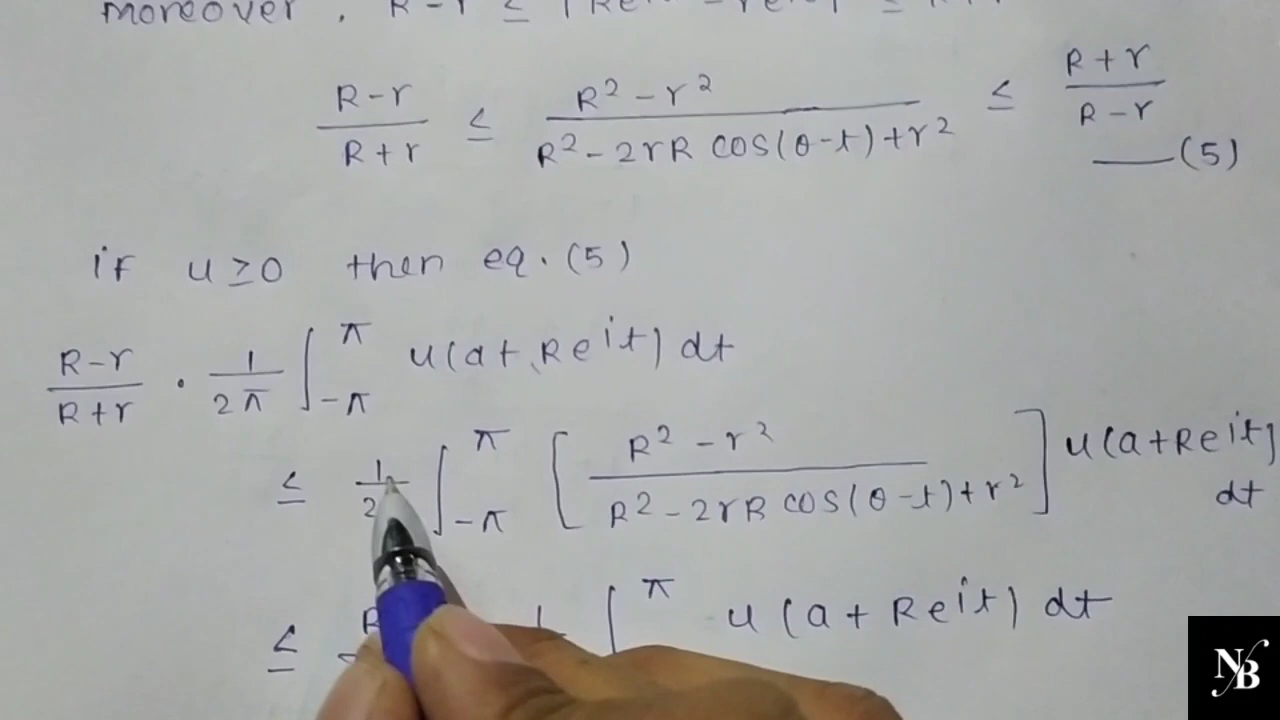 moreover .
R-r / R+r ≤ R² - r² / R² - 2rR cos(θ-t) + r² ≤ R+r / R-r
—— (5)
if u ≥ 0 then eq. (5)
R-r / R+r · 1 / 2π ∫_{-π}^{π} u(a+Re^{it}) dt
≤ 1 / 2 ∫_{-π}^{π} [ R² - r² / R² - 2rR cos(θ-t) + r² ] u(a+Re^{it}) dt
≤ ∫^{π} u(a+Re^{it}) dt
NB